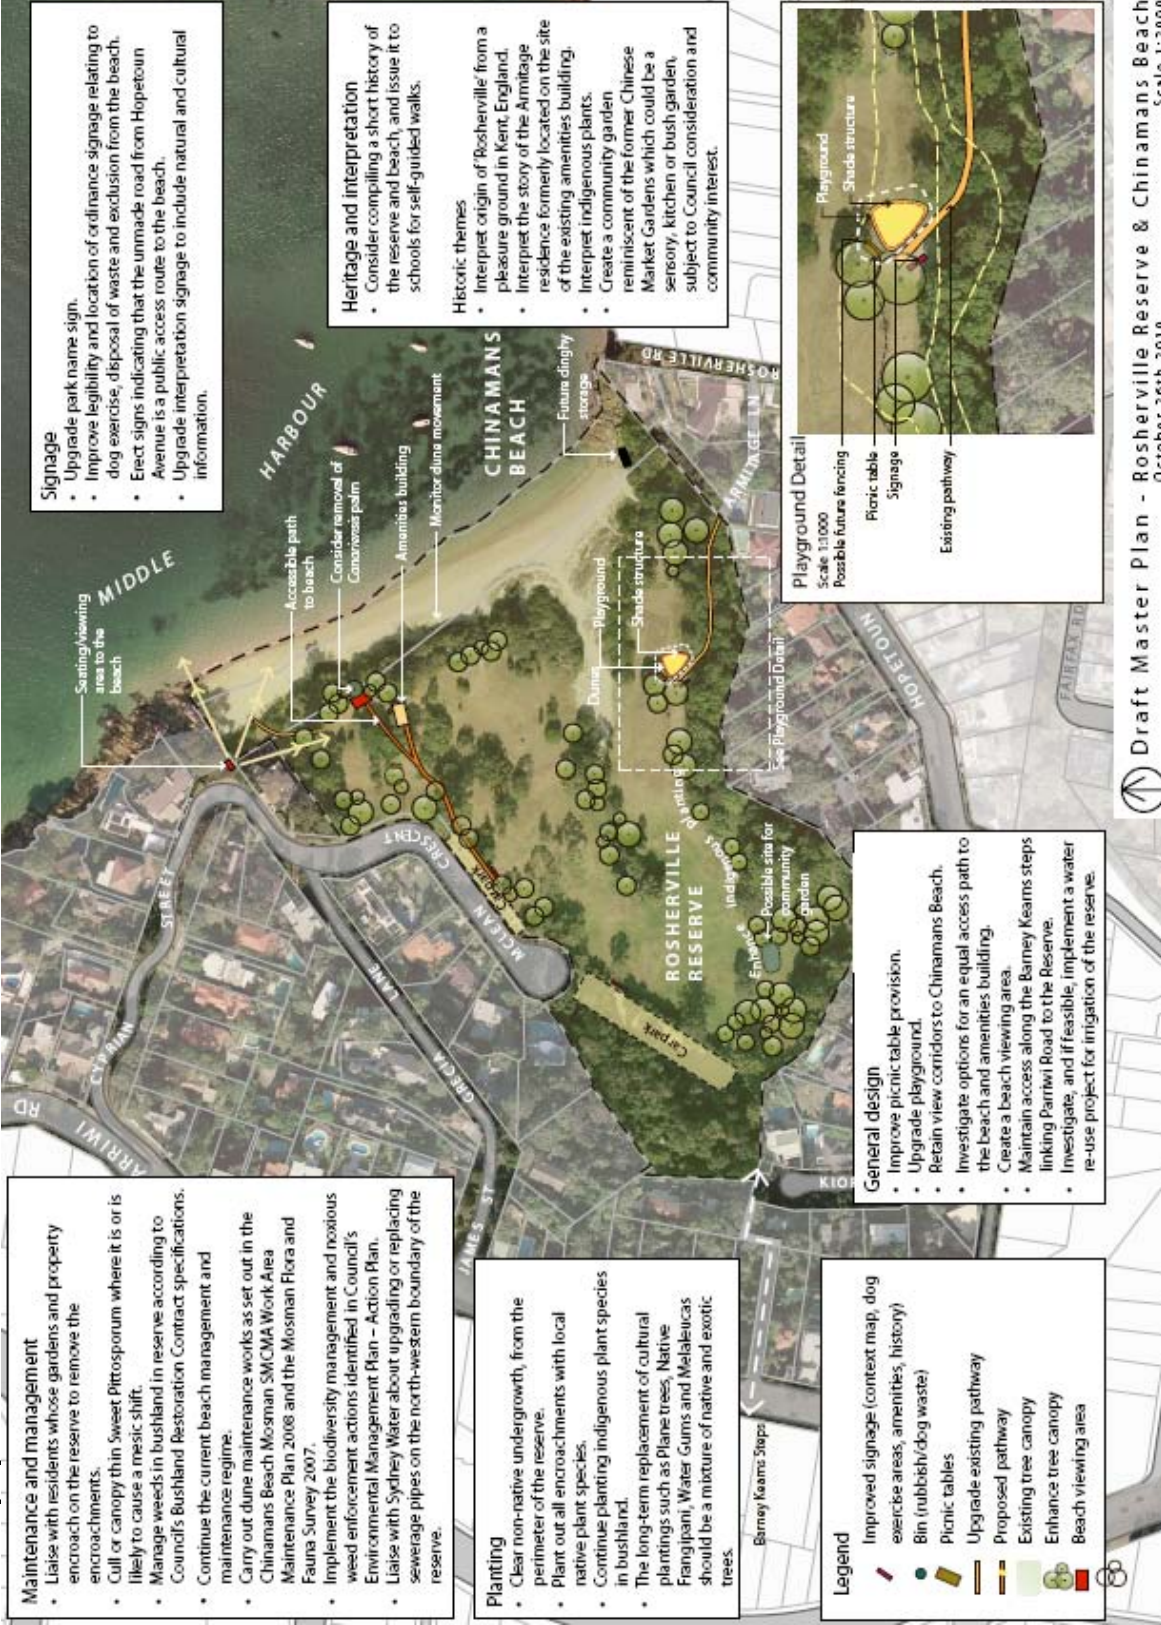 Maintenance and management
• Liaise with residents whose gardens and property
encroach on the reserve to remove the
encroachments.
• Cull or canopy thin Sweet Pittosporum where it is or is
likely to cause a mesic shift.
• Manage weeds in bushland in reserve according to
Council's Bushland Restoration Contract specifications.
• Continue the current beach management and
maintenance regime.
• Carry out dune maintenance works as set out in the
Chinamans Beach Mosman SMCMA Work Area
Maintenance Plan 2008 and the Mosman Flora and
Fauna Survey 2007.
• Implement the biodiversity management and noxious
weed enforcement actions identified in Council's
Environmental Management Plan – Action Plan.
• Liaise with Sydney Water about upgrading or replacing
sewerage pipes on the north-western boundary of the
reserve.
Planting
• Clear non-native undergrowth, from the
perimeter of the reserve.
• Plant out all encroachments with local
native plant species.
• Continue planting indigenous plant species
in bushland.
• The long-term replacement of cultural
plantings such as Plane trees, Native
Frangipani, Water Gums and Melaleucas
should be a mixture of native and exotic
trees.
Barney Kearns Steps
Legend
Improved signage (context map, dog
exercise areas, amenities, history)
Bin (rubbish/dog waste)
Picnic tables
Upgrade existing pathway
Proposed pathway
Existing tree canopy
Enhance tree canopy
Beach viewing area
General design
• Improve picnic table provision.
• Upgrade playground.
• Retain view corridors to Chinamans Beach.
• Investigate options for an equal access path to
the beach and amenities building.
• Create a beach viewing area.
• Maintain access along the Barney Kearns steps
linking Parriwi Road to the Reserve.
• Investigate, and if feasible, implement a water
re-use project for irrigation of the reserve.
Signage
• Upgrade park name sign.
• Improve legibility and location of ordinance signage relating to
dog exercise, disposal of waste and exclusion from the beach.
• Erect signs indicating that the unmade road from Hopetoun
Avenue is a public access route to the beach.
• Upgrade interpretation signage to include natural and cultural
information.
Heritage and interpretation
• Consider compiling a short history of
the reserve and beach, and issue it to
schools for self-guided walks.
Historic themes
• Interpret origin of 'Rosherville' from a
pleasure ground in Kent, England.
• Interpret the story of the Armitage
residence formerly located on the site
of the existing amenities building.
• Interpret indigenous plants.
• Create a community garden
reminiscent of the former Chinese
Market Gardens which could be a
sensory, kitchen or bush garden,
subject to Council consideration and
community interest.
Playground Detail
Scale 1:1000
Possible future fencing
Picnic table
Signage
Existing pathway
Playground
Shade structure
Seating/viewing
area to the
beach
MIDDLE
HARBOUR
Accessible path
to beach
Consider removal of
Canariensis palm
Amenities building
Monitor dune movement
CHINAMANS
BEACH
Future dinghy
storage
ROSHERVILLE RD
ARMITAGE LN
Playground
Shade structure
See Playground Detail
HOPETOUN
FAIRFAX RD
ROSHERVILLE
RESERVE
Enhance
indigenous
planting
Possible site for
community
garden
Car park
MCLEAN
CRESCENT
STREET
CYPRIAN
LANE
GRECIA
JAMES ST
ARRIWI
RD
KIOR
Draft Master Plan - Rosherville Reserve & Chinamans Beach
October 26th 2010
Scale 1:2000